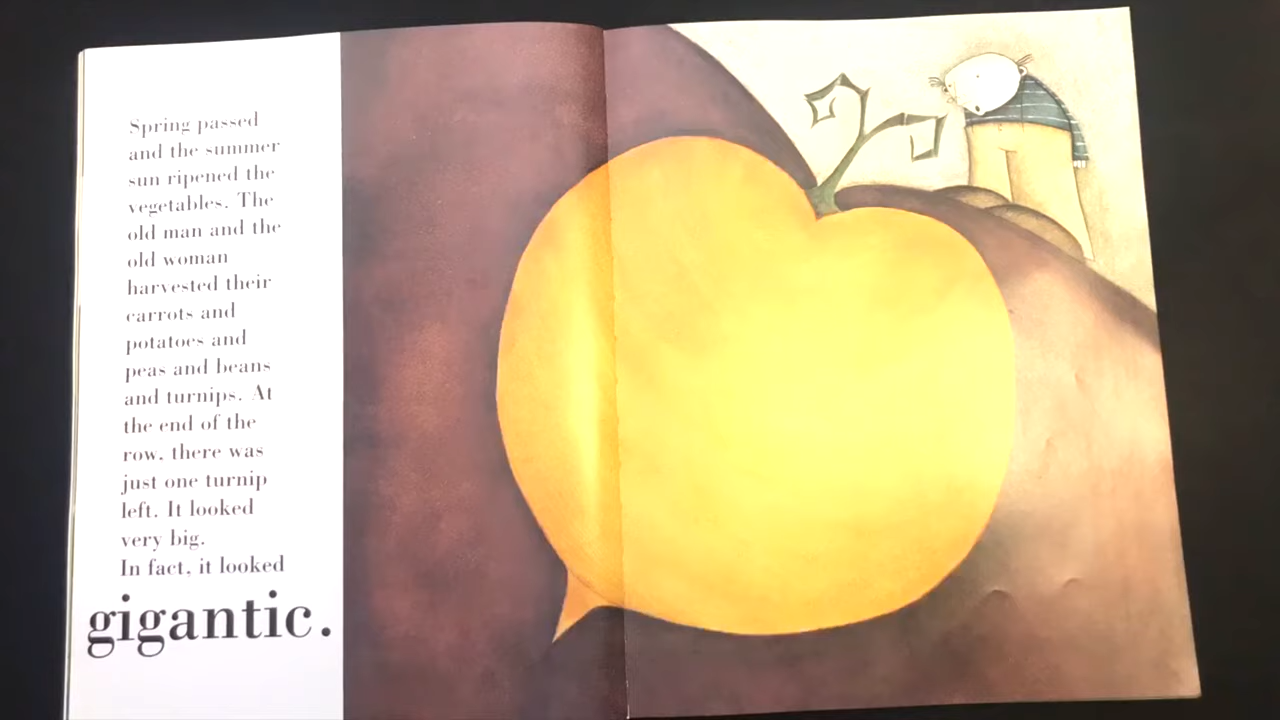 Spring passed
and the summer
sun ripened the
vegetables. The
old man and the
old woman
harvested their
carrots and
potatoes and
peas and beans
and turnips. At
the end of the
row, there was
just one turnip
left. It looked
very big.
In fact, it looked
gigantic.